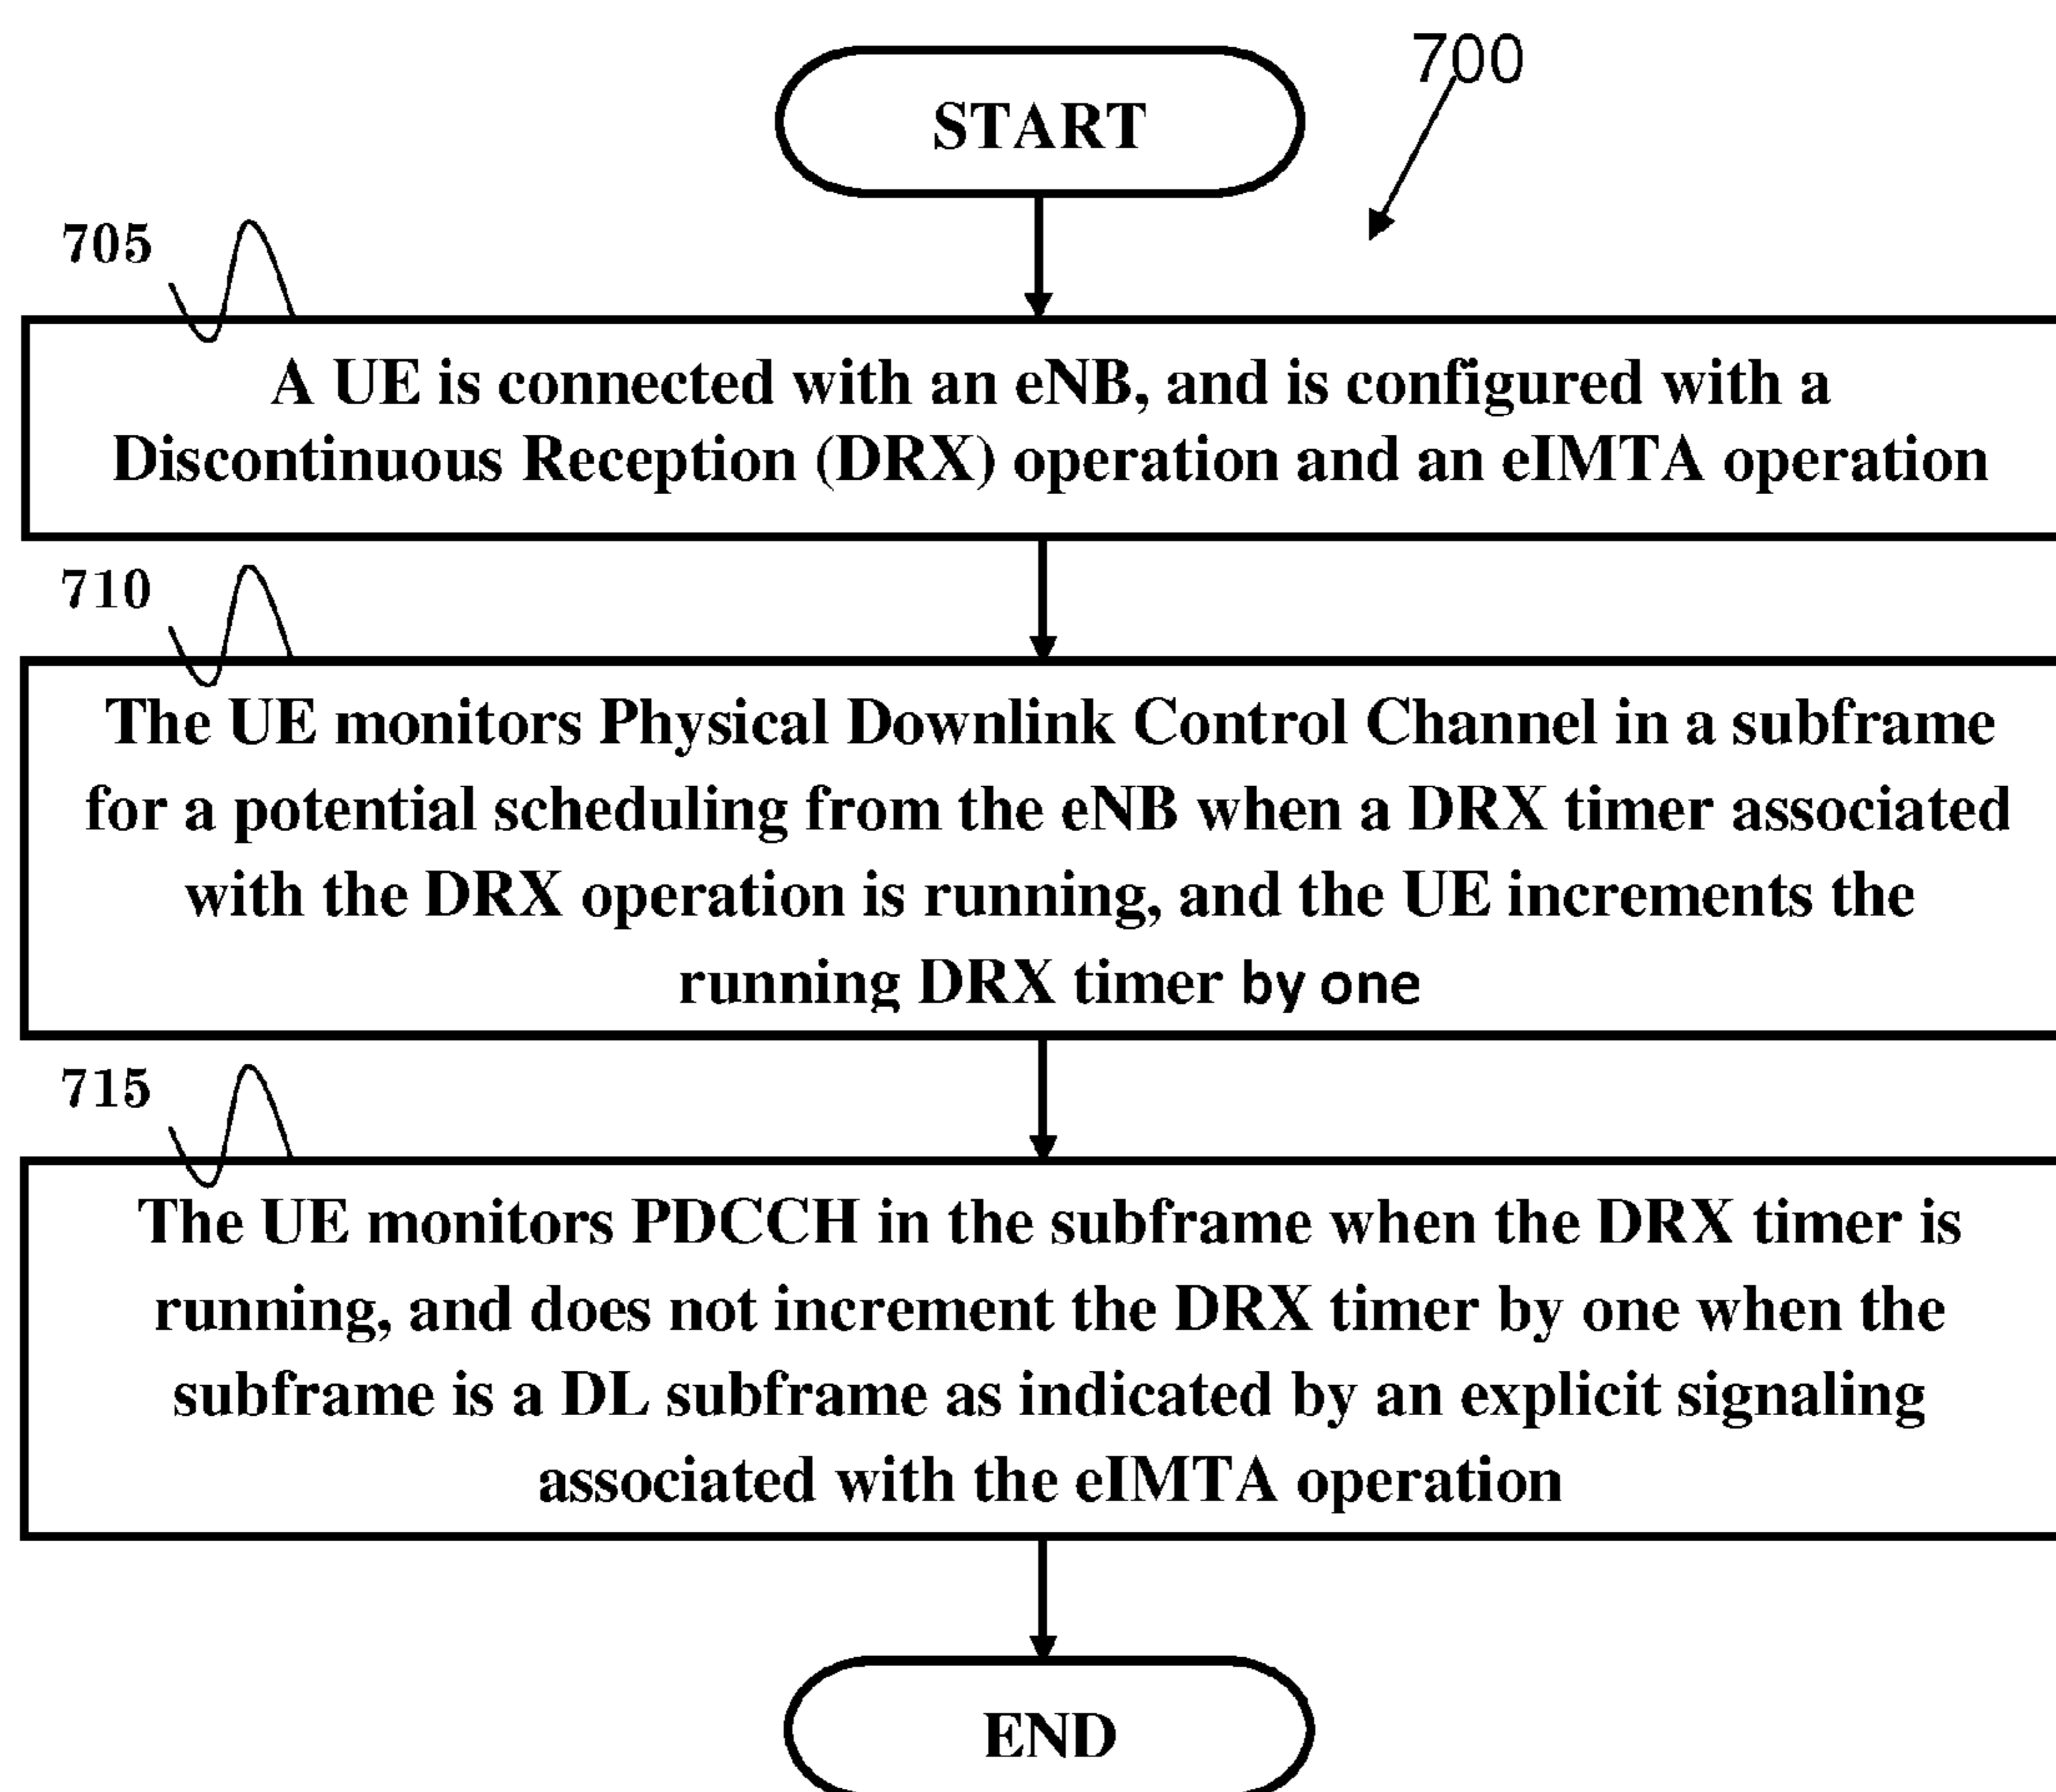 START
700
705
A UE is connected with an eNB, and is configured with a
Discontinuous Reception (DRX) operation and an eIMTA operation
710
The UE monitors Physical Downlink Control Channel in a subframe
for a potential scheduling from the eNB when a DRX timer associated
with the DRX operation is running, and the UE increments the
running DRX timer by one
715
The UE monitors PDCCH in the subframe when the DRX timer is
running, and does not increment the DRX timer by one when the
subframe is a DL subframe as indicated by an explicit signaling
associated with the eIMTA operation
END